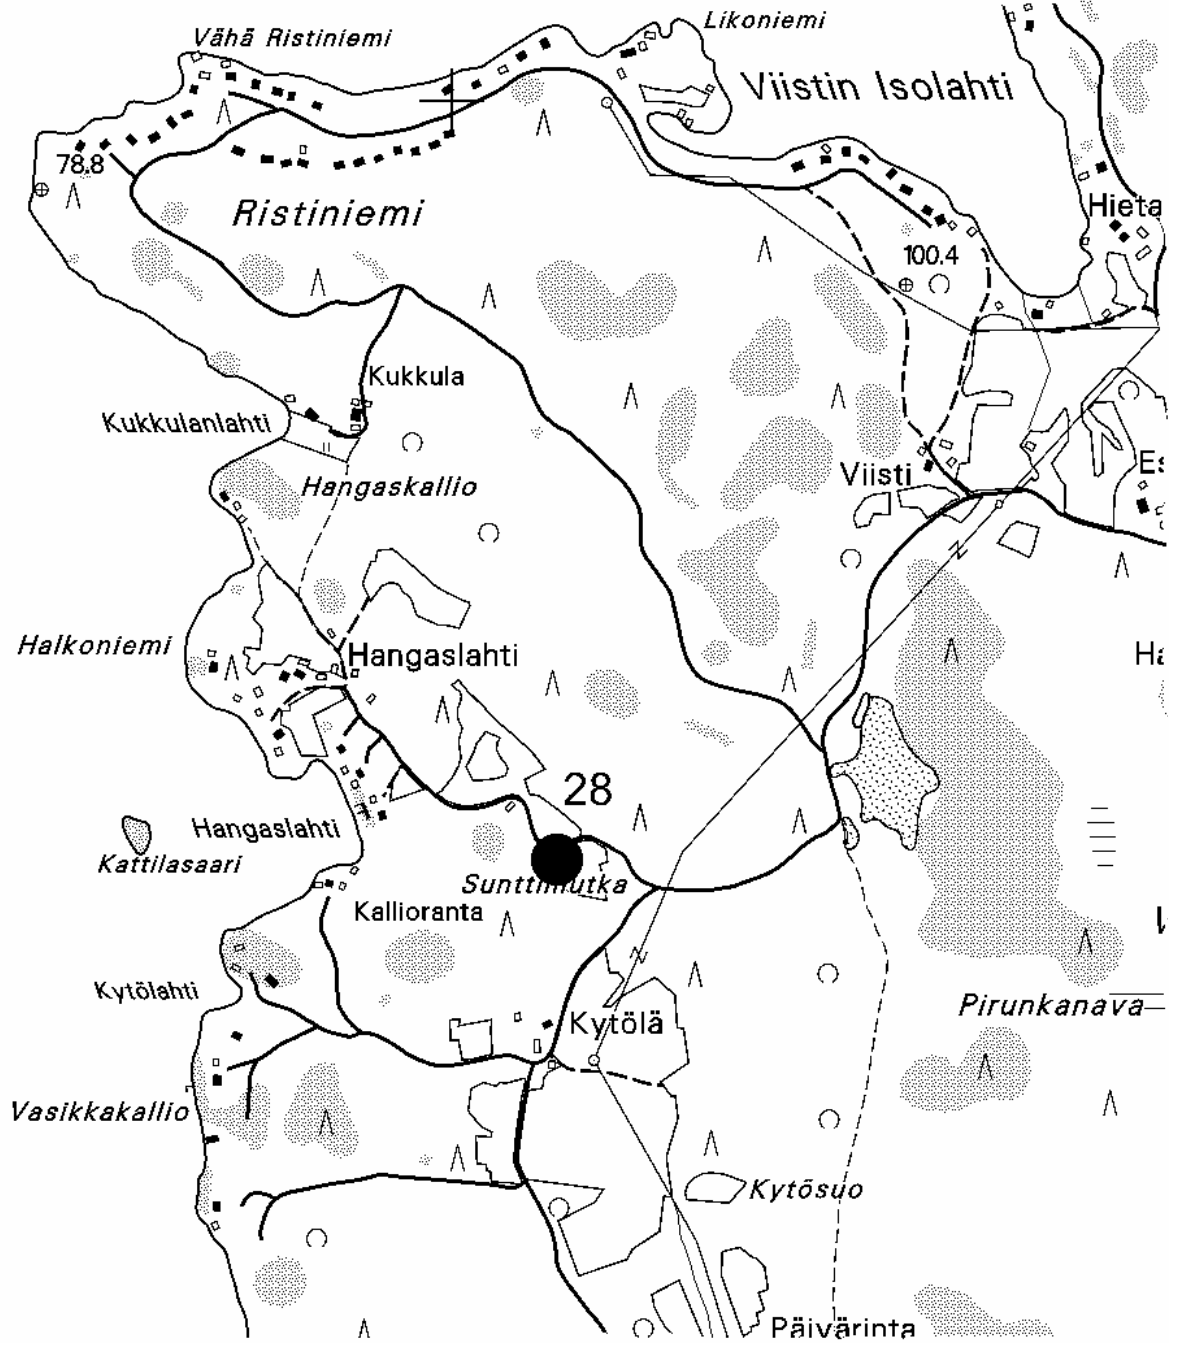 Likoniemi
Vähä Ristiniemi
Viistin Isolahti
78.8
Hieta
Ristiniemi
100.4
Kukkula
Kukkulanlahti
Viisti
Hangaskallio
Halkoniemi
Hangaslahti
28
Hangaslahti
Kattilasaari
Sunttimutka
Kallioranta
Kytölahti
Pirunkanava
Kytölä
Vasikkakallio
Kytösuo
Päivärinta